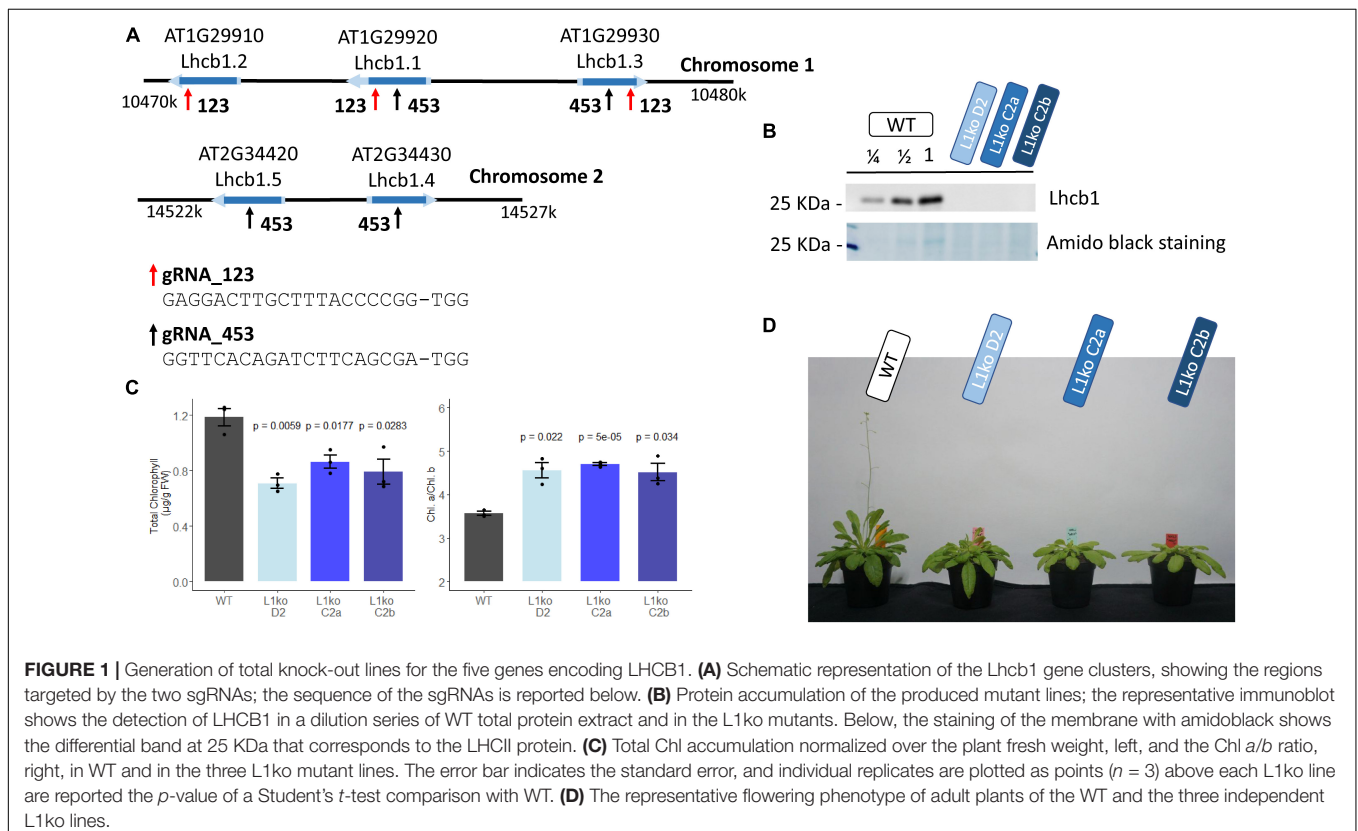 A
AT1G29910 AT1G29920 AT1G29930
Lhcb1.2 Lhcb1.1 Lhcb1.3 Chromosome 1
10470k 123 123 453 453 123 10480k
AT2G34420 AT2G34430
Lhcb1.5 Lhcb1.4 Chromosome 2
14522k 453 453 14527k
gRNA_123
GAGGACTTGCTTTACCCCGG-TGG
gRNA_453
GGTTCACAGATCTTCAGCGA-TGG
B
WT L1ko D2 L1ko C2a L1ko C2b
¼ ½ 1
25 KDa - Lhcb1
25 KDa - Amido black staining
C
Total Chlorophyll
(µg/g FW)
1.2
0.8
0.4
0.0
p = 0.0059 p = 0.0177 p = 0.0283
WT L1ko L1ko L1ko
D2 C2a C2b
Chl. a/Chl. b
6
5
4
3
2
p = 0.022 p = 5e-05 p = 0.034
WT L1ko L1ko L1ko
D2 C2a C2b
D
WT L1ko D2 L1ko C2a L1ko C2b
FIGURE 1 | Generation of total knock-out lines for the five genes encoding LHCB1. (A) Schematic representation of the Lhcb1 gene clusters, showing the regions
targeted by the two sgRNAs; the sequence of the sgRNAs is reported below. (B) Protein accumulation of the produced mutant lines; the representative immunoblot
shows the detection of LHCB1 in a dilution series of WT total protein extract and in the L1ko mutants. Below, the staining of the membrane with amidoblack shows
the differential band at 25 KDa that corresponds to the LHCII protein. (C) Total Chl accumulation normalized over the plant fresh weight, left, and the Chl a/b ratio,
right, in WT and in the three L1ko mutant lines. The error bar indicates the standard error, and individual replicates are plotted as points (n = 3) above each L1ko line
are reported the p-value of a Student's t-test comparison with WT. (D) The representative flowering phenotype of adult plants of the WT and the three independent
L1ko lines.